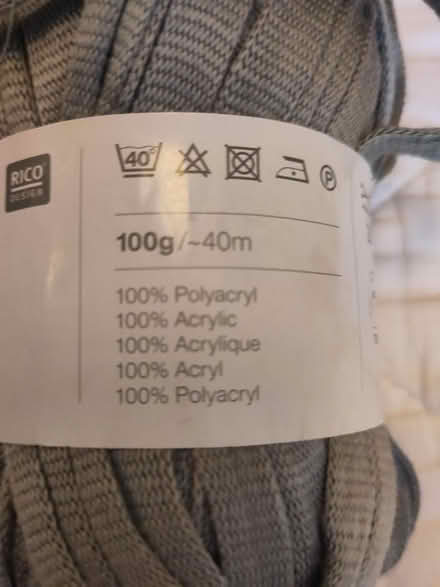 RICO
DESIGN
40°
P
100g/~40m
100% Polyacryl
100% Acrylic
100% Acrylique
100% Acryl
100% Polyacryl